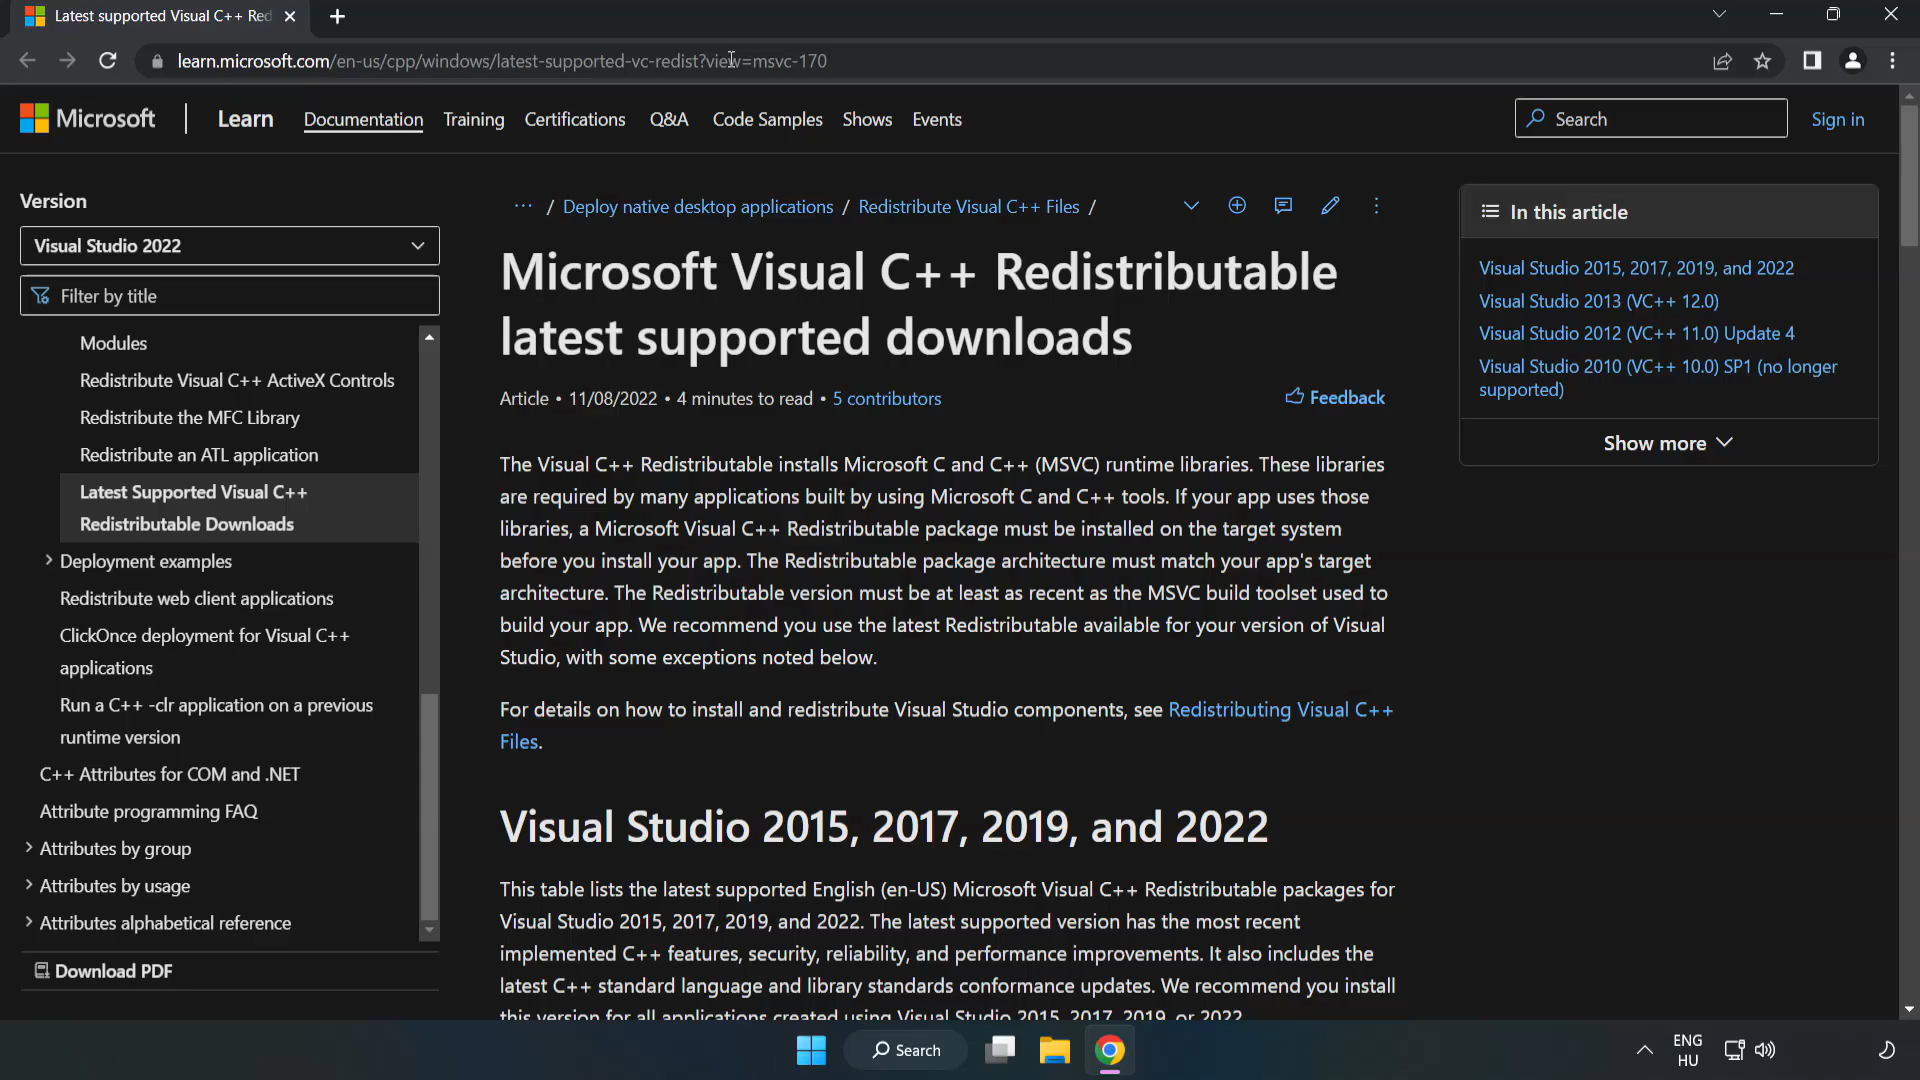 Latest supported Visual C++ Red
learn.microsoft.com/en-us/cpp/windows/latest-supported-vc-redist?view=msvc-170
Microsoft
Learn
Documentation
Training
Certifications
Q&A
Code Samples
Shows
Events
Search
Sign in
Version
Visual Studio 2022
Filter by title
Modules
Redistribute Visual C++ ActiveX Controls
Redistribute the MFC Library
Redistribute an ATL application
Latest Supported Visual C++
Redistributable Downloads
Deployment examples
Redistribute web client applications
ClickOnce deployment for Visual C++
applications
Run a C++ -clr application on a previous
runtime version
C++ Attributes for COM and .NET
Attribute programming FAQ
Attributes by group
Attributes by usage
Attributes alphabetical reference
Download PDF
··· / Deploy native desktop applications / Redistribute Visual C++ Files /
Microsoft Visual C++ Redistributable
latest supported downloads
Article • 11/08/2022 • 4 minutes to read • 5 contributors
Feedback
The Visual C++ Redistributable installs Microsoft C and C++ (MSVC) runtime libraries. These libraries
are required by many applications built by using Microsoft C and C++ tools. If your app uses those
libraries, a Microsoft Visual C++ Redistributable package must be installed on the target system
before you install your app. The Redistributable package architecture must match your app's target
architecture. The Redistributable version must be at least as recent as the MSVC build toolset used to
build your app. We recommend you use the latest Redistributable available for your version of Visual
Studio, with some exceptions noted below.
For details on how to install and redistribute Visual Studio components, see Redistributing Visual C++
Files.
Visual Studio 2015, 2017, 2019, and 2022
This table lists the latest supported English (en-US) Microsoft Visual C++ Redistributable packages for
Visual Studio 2015, 2017, 2019, and 2022. The latest supported version has the most recent
implemented C++ features, security, reliability, and performance improvements. It also includes the
latest C++ standard language and library standards conformance updates. We recommend you install
this version for all applications created using Visual Studio 2015, 2017, 2019, or 2022.
In this article
Visual Studio 2015, 2017, 2019, and 2022
Visual Studio 2013 (VC++ 12.0)
Visual Studio 2012 (VC++ 11.0) Update 4
Visual Studio 2010 (VC++ 10.0) SP1 (no longer
supported)
Show more
Search
ENG
HU